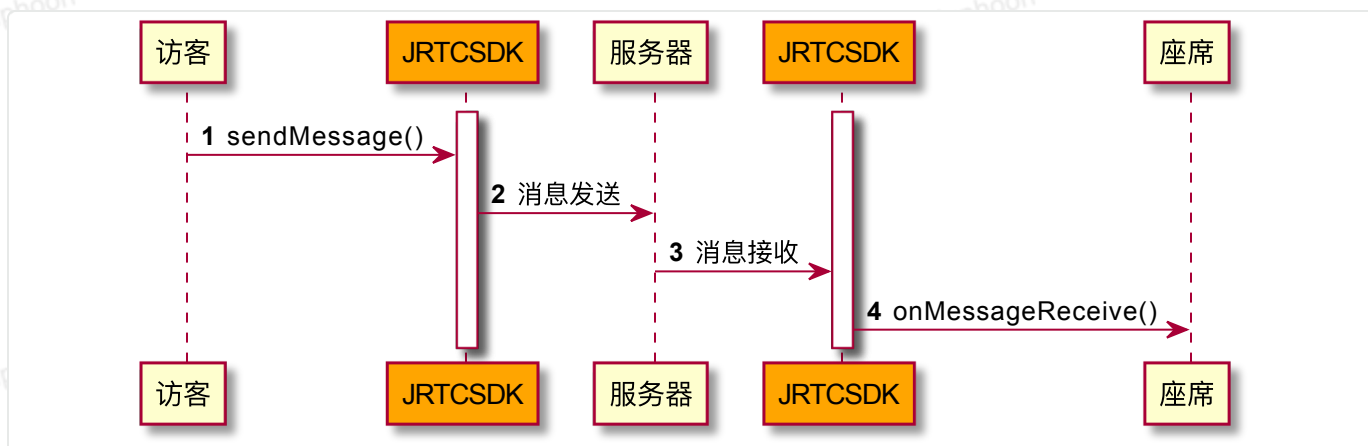 访客 JRTCSDK 服务器 JRTCSDK 座席
1 sendMessage()
2 消息发送
3 消息接收
4 onMessageReceive()
访客 JRTCSDK 服务器 JRTCSDK 座席